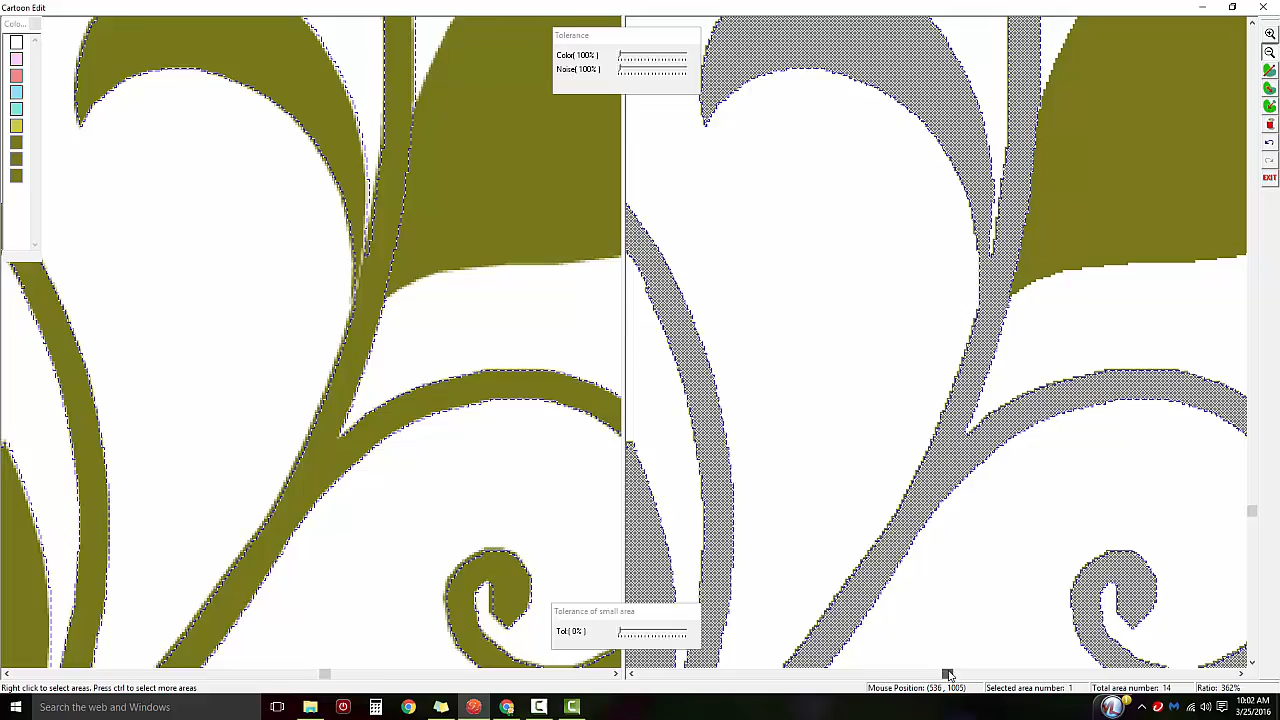 Cartoon Edit
Colo...
Tolerance
Color( 100% )
Noise( 100% )
EXIT
Tolerance of small area
Tol( 0% )
Right click to select areas. Press ctrl to select more areas
Mouse Position: (536 , 1005)
Selected area number: 1
Total area number: 14
Ratio: 362%
Search the web and Windows
10:02 AM
3/25/2016